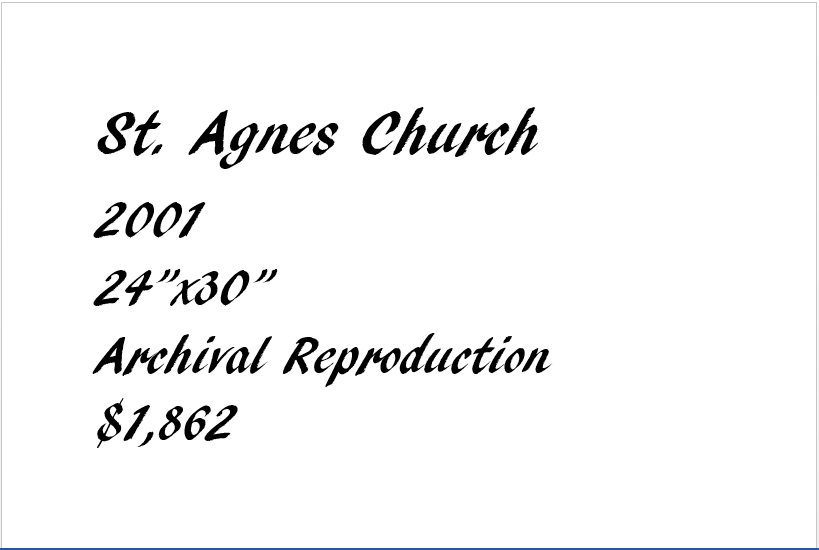 St. Agnes Church
2001
24”x30”
Archival Reproduction
$1,862